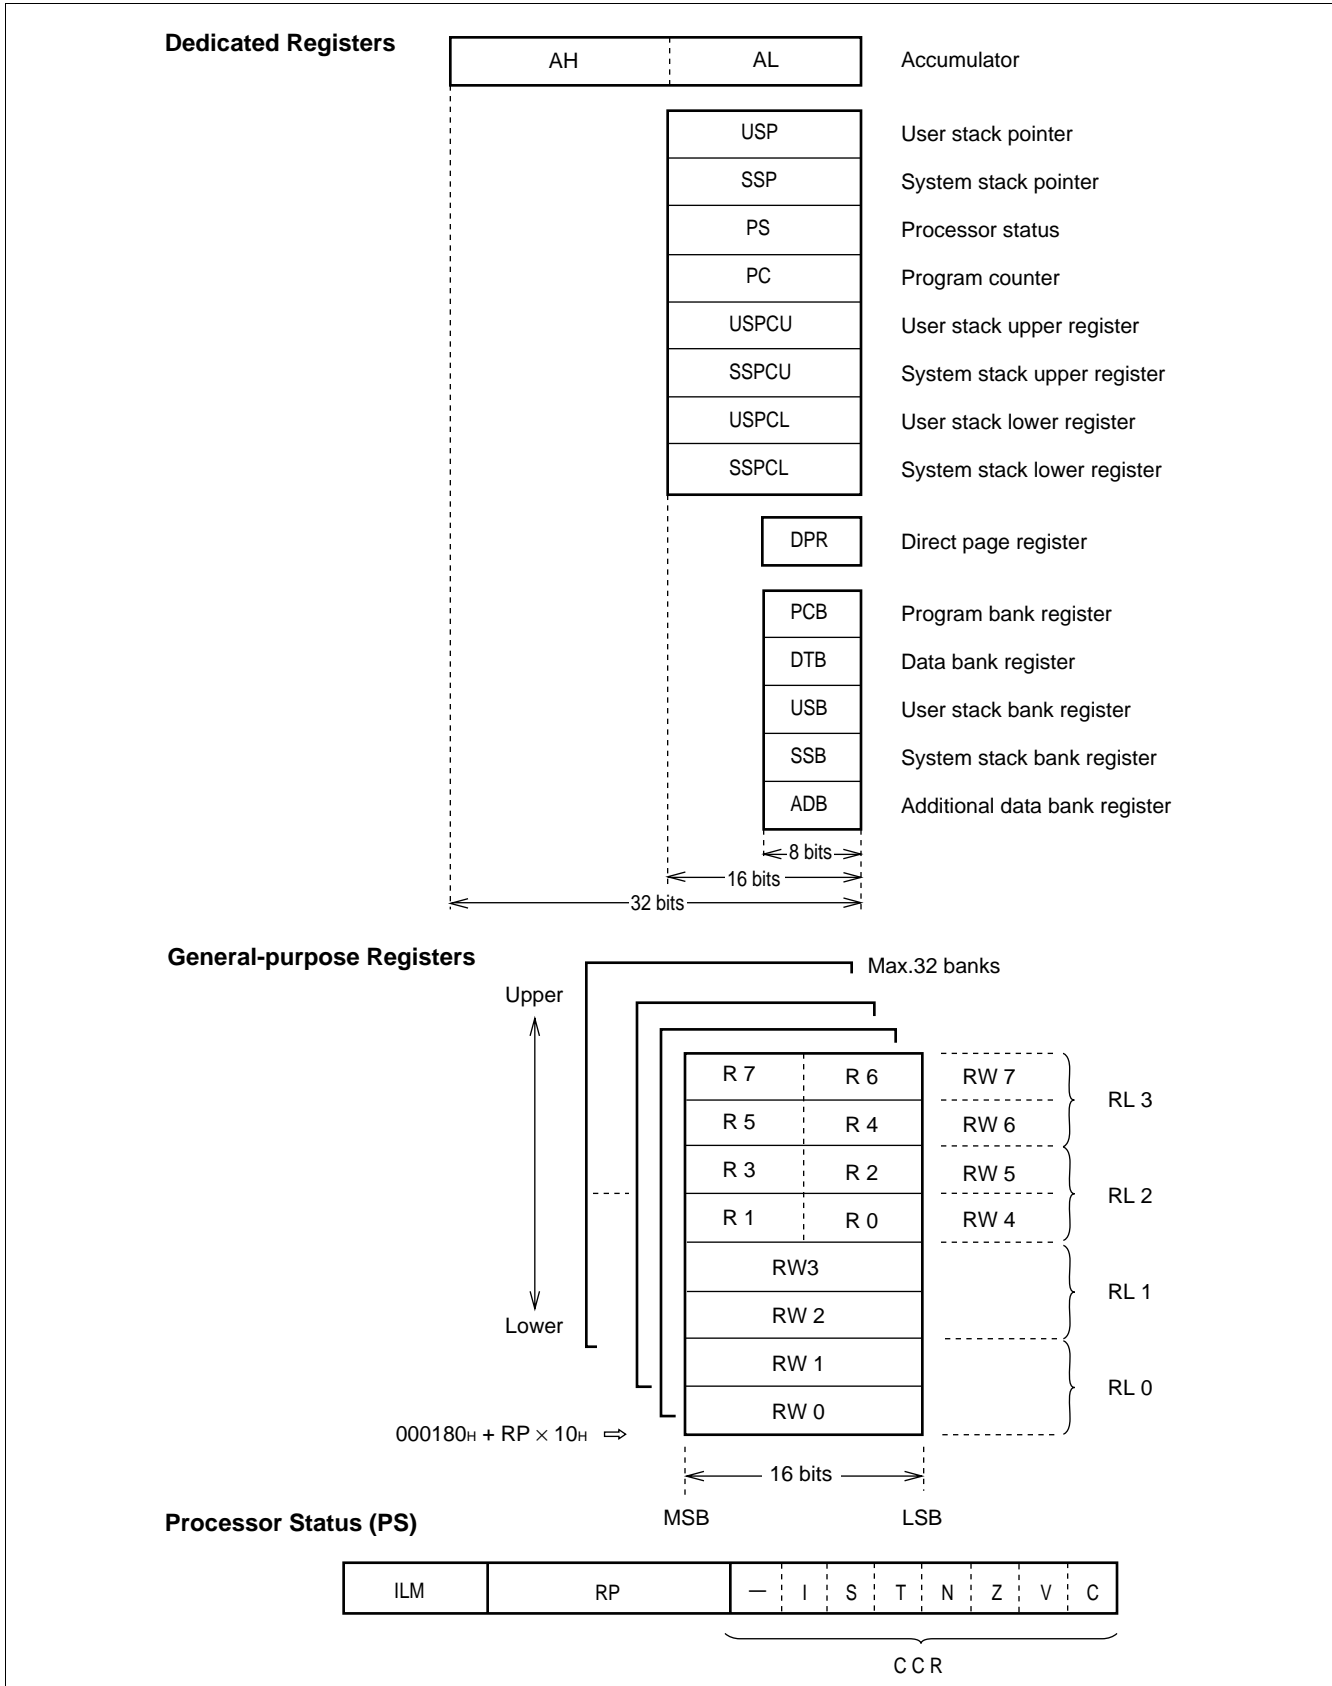 Dedicated Registers
AH AL Accumulator
USP User stack pointer
SSP System stack pointer
PS Processor status
PC Program counter
USPCU User stack upper register
SSPCU System stack upper register
USPCL User stack lower register
SSPCL System stack lower register
DPR Direct page register
PCB Program bank register
DTB Data bank register
USB User stack bank register
SSB System stack bank register
ADB Additional data bank register
8 bits
16 bits
32 bits
General-purpose Registers
Max.32 banks
Upper
R 7 R 6 RW 7
RL 3
R 5 R 4 RW 6
R 3 R 2 RW 5
RL 2
R 1 R 0 RW 4
RW3
RL 1
RW 2
Lower
RW 1
RL 0
RW 0
000180H + RP × 10H ⇨
16 bits
MSB LSB
Processor Status (PS)
ILM RP — I S T N Z V C
C C R